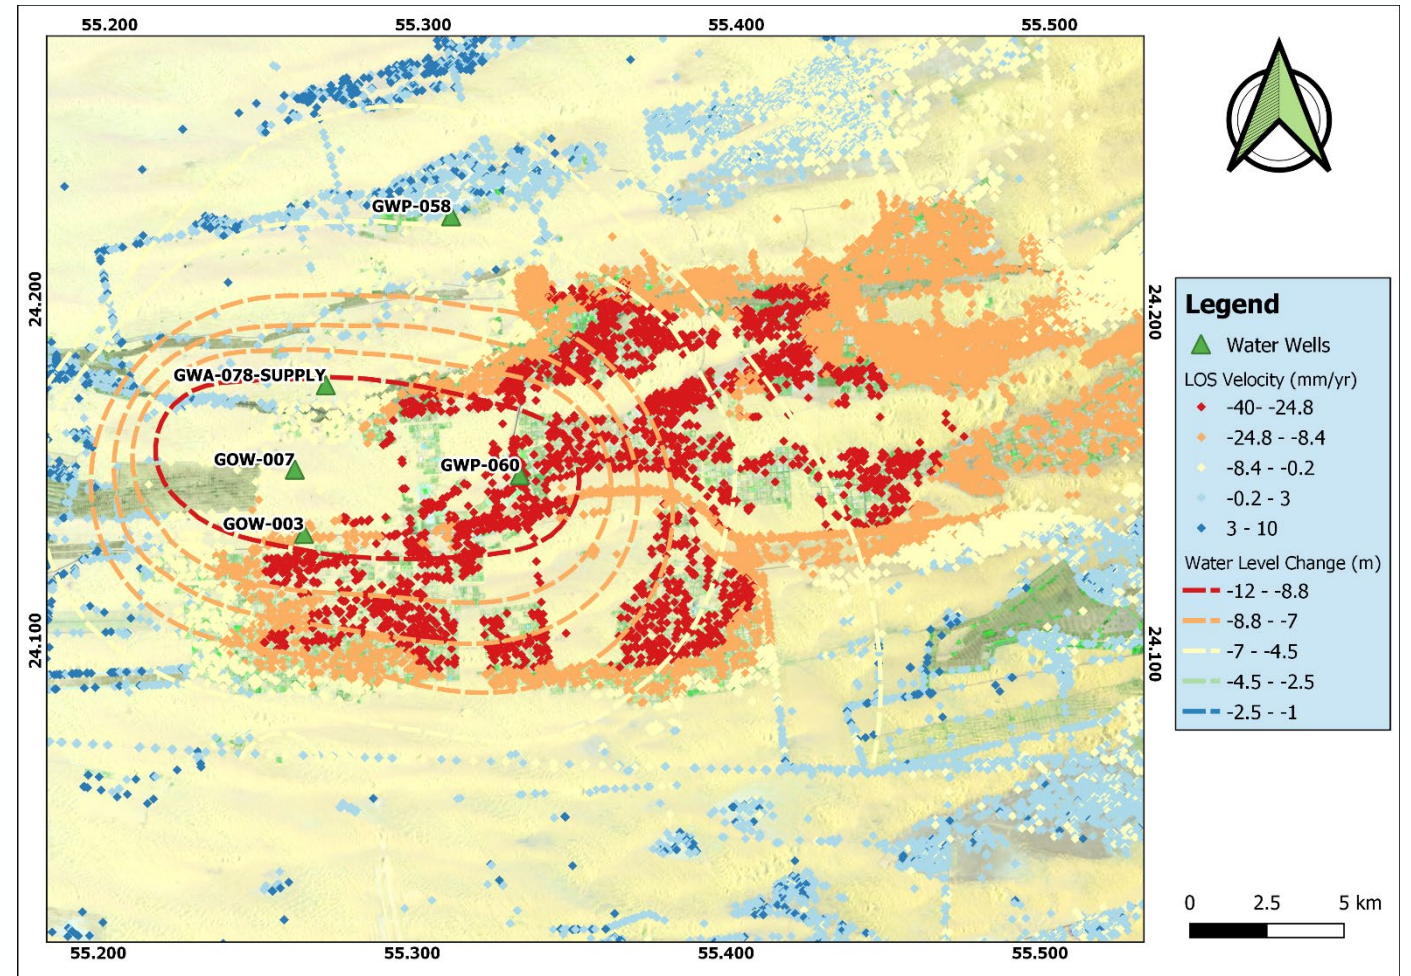 55.200 55.300 55.400 55.500
GWP-058
24.200 24.200
GWA-078-SUPPLY
GOW-007
GWP-060
GOW-003
24.100 24.100
55.200 55.300 55.400 55.500
Legend
Water Wells
LOS Velocity (mm/yr)
-40- -24.8
-24.8 - -8.4
-8.4 - -0.2
-0.2 - 3
3 - 10
Water Level Change (m)
-12 - -8.8
-8.8 - -7
-7 - -4.5
-4.5 - -2.5
-2.5 - -1
0 2.5 5 km